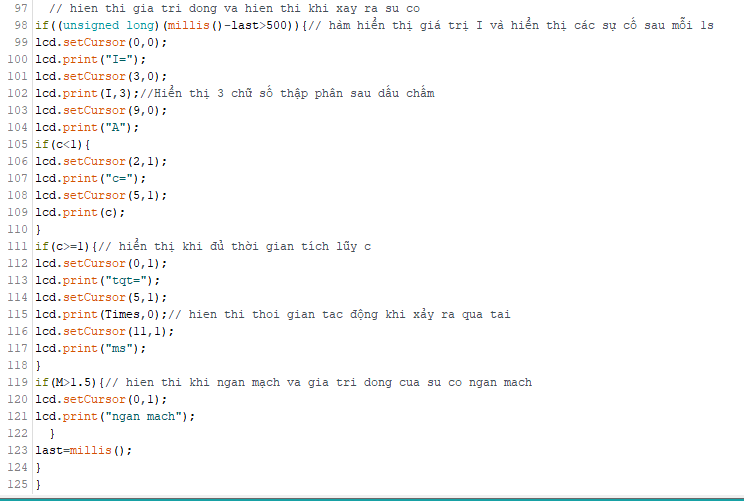 97 // hien thi gia tri dong va hien thi khi xay ra su co
98 if((unsigned long)(millis()-last>500)){// hàm hiển thị giá trị I và hiển thị các sự cố sau mỗi 1s
99 lcd.setCursor(0,0);
100 lcd.print("I=");
101 lcd.setCursor(3,0);
102 lcd.print(I,3);//Hiển thị 3 chữ số thập phân sau dấu chấm
103 lcd.setCursor(9,0);
104 lcd.print("A");
105 if(c<1){
106 lcd.setCursor(2,1);
107 lcd.print("c=");
108 lcd.setCursor(5,1);
109 lcd.print(c);
110 }
111 if(c>=1){// hiển thị khi đủ thời gian tích lũy c
112 lcd.setCursor(0,1);
113 lcd.print("tqt=");
114 lcd.setCursor(5,1);
115 lcd.print(Times,0);// hien thi thoi gian tac động khi xảy ra qua tai
116 lcd.setCursor(11,1);
117 lcd.print("ms");
118 }
119 if(M>1.5){// hien thi khi ngan mạch va gia tri dong cua su co ngan mach
120 lcd.setCursor(0,1);
121 lcd.print("ngan mach");
122 }
123 last=millis();
124 }
125 }